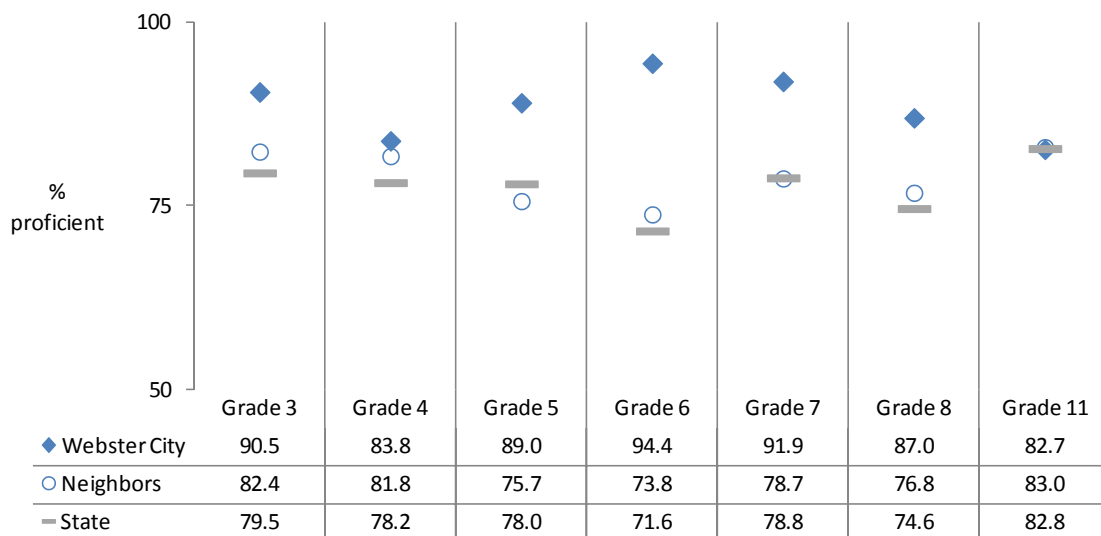 100
75
50
%
proficient
Grade 3 Grade 4 Grade 5 Grade 6 Grade 7 Grade 8 Grade 11
Webster City 90.5 83.8 89.0 94.4 91.9 87.0 82.7
Neighbors 82.4 81.8 75.7 73.8 78.7 76.8 83.0
State 79.5 78.2 78.0 71.6 78.8 74.6 82.8